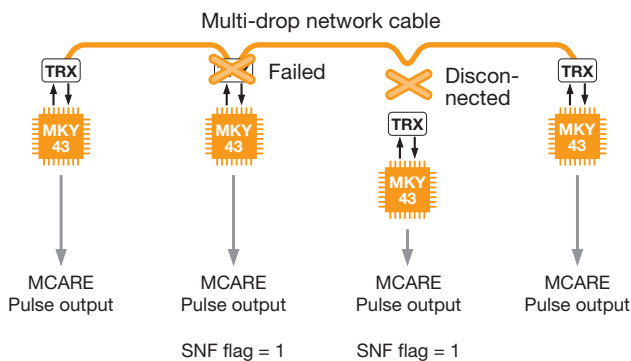 Multi-drop network cable
TRX
Failed
Discon-
nected
TRX
TRX
MKY
43
MKY
43
MKY
43
MKY
43
MCARE
Pulse output
MCARE
Pulse output
MCARE
Pulse output
MCARE
Pulse output
SNF flag = 1
SNF flag = 1